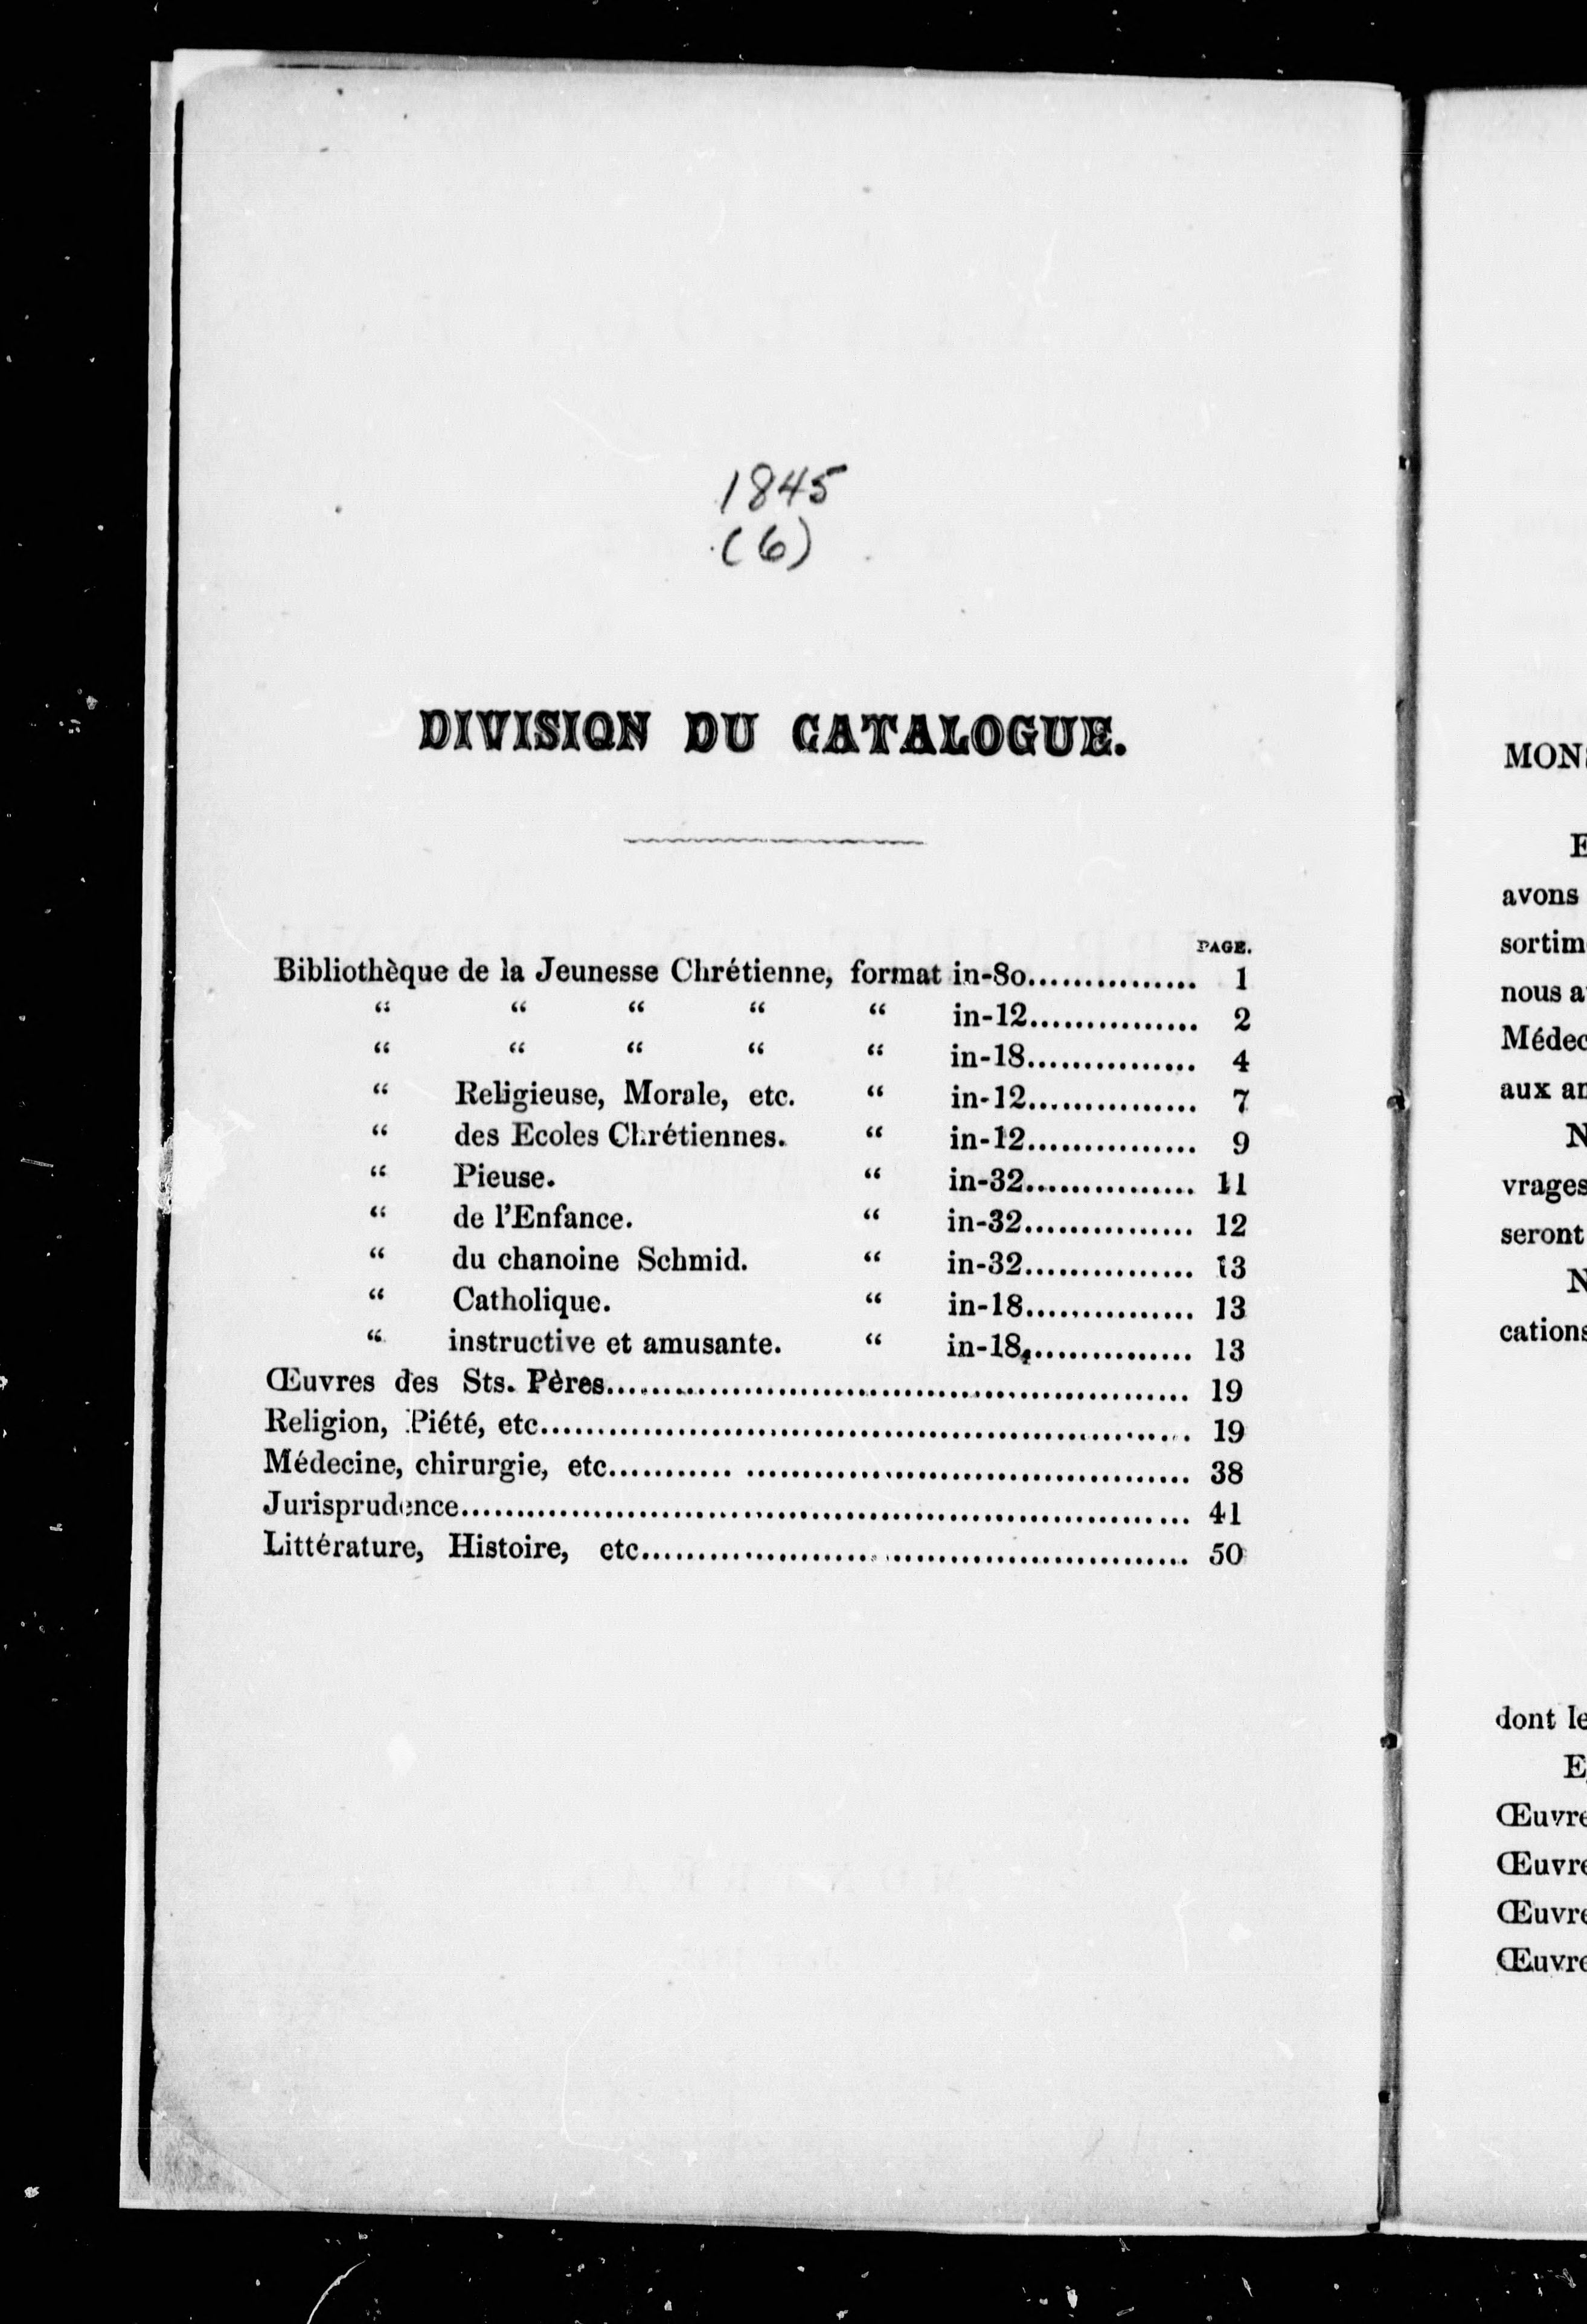 1845
(6)
DIVISION DU CATALOGUE.
PAGE.
Bibliothèque de la Jeunesse Chrétienne, format in-8o............... 1
“ “ “ “ “ in-12............... 2
“ “ “ “ “ in-18............... 4
“ Religieuse, Morale, etc. “ in-12............... 7
“ des Ecoles Chrétiennes. “ in-12............... 9
“ Pieuse. “ in-32............... 11
“ de l'Enfance. “ in-32............... 12
“ du chanoine Schmid. “ in-32............... 13
“ Catholique. “ in-18............... 13
“ instructive et amusante. “ in-18............... 13
Œuvres des Sts. Pères.................................................... 19
Religion, Piété, etc.......................................................... 19
Médecine, chirurgie, etc.................................................... 38
Jurisprudence................................................................. 41
Littérature, Histoire, etc................................................. 50
MON
E
avons
sortim
nous a
Médec
aux
N
vrages
seront
N
cations
dont le
E
Œuvre
Œuvre
Œuvre
Œuvre